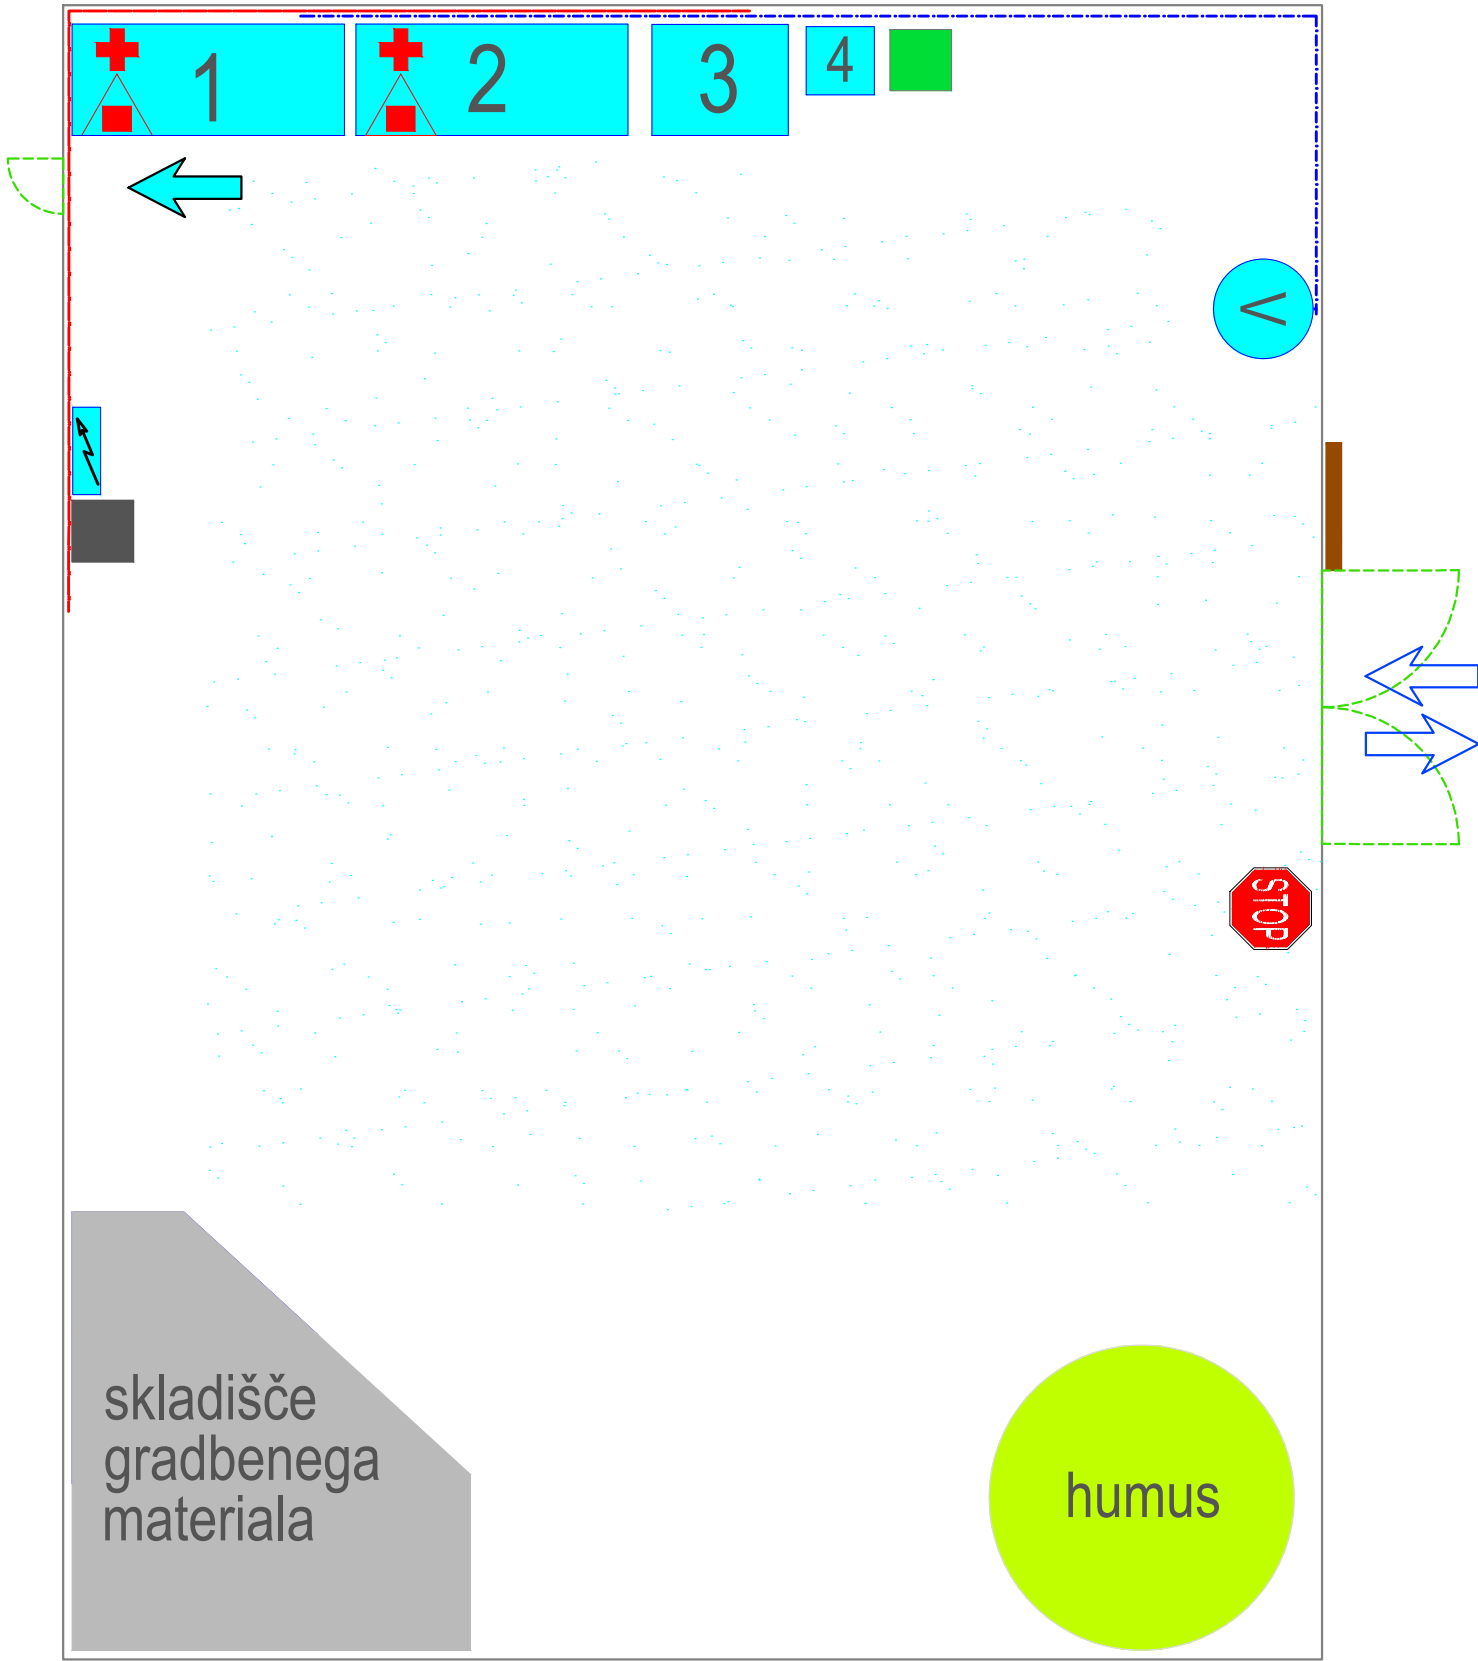 1
2
3
4
V
STOP
skladišče
gradbenega
materiala
humus